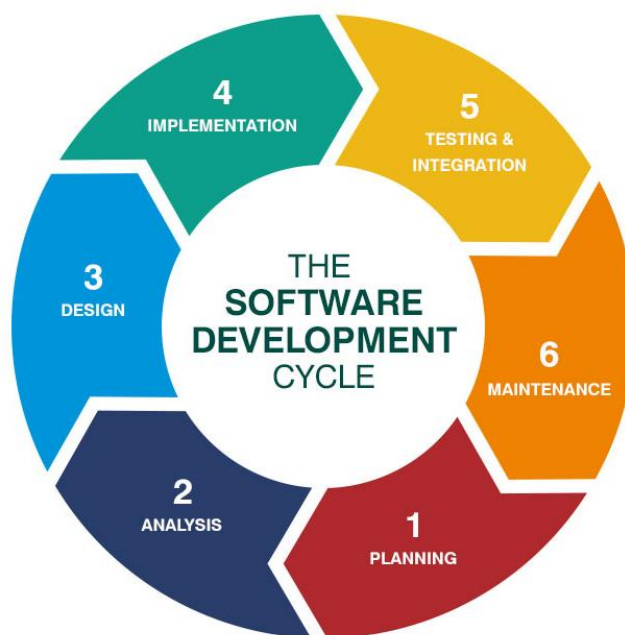 THE
SOFTWARE
DEVELOPMENT
CYCLE
1
PLANNING
2
ANALYSIS
3
DESIGN
4
IMPLEMENTATION
5
TESTING &
INTEGRATION
6
MAINTENANCE